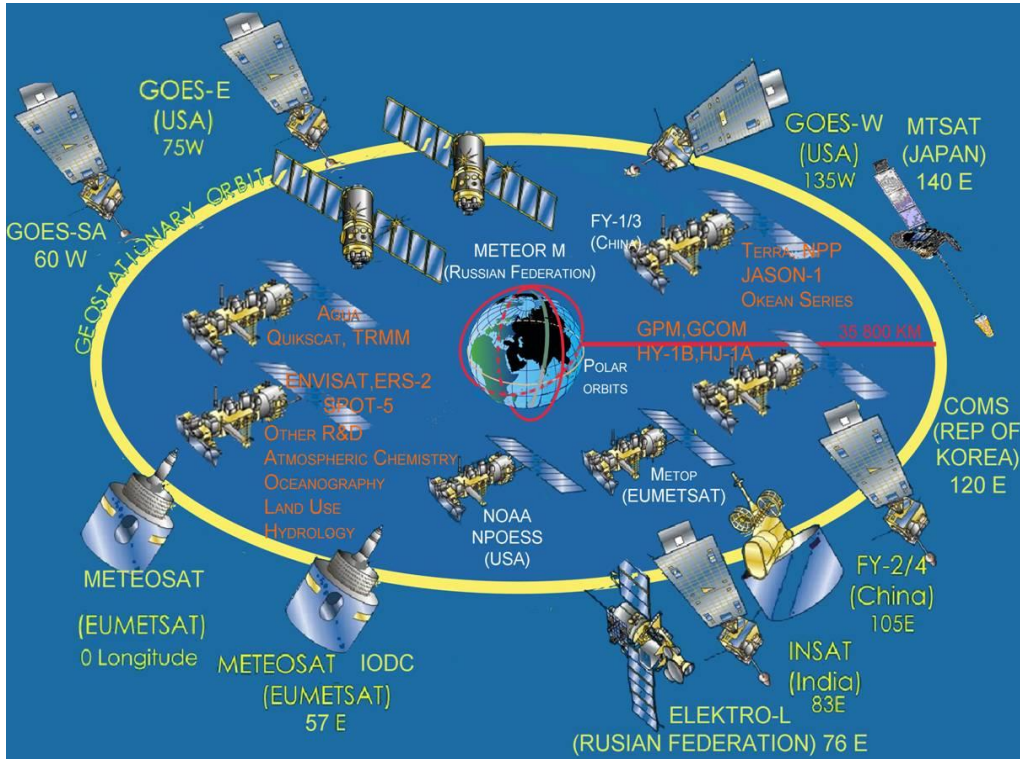 GOES-E
(USA)
75W
GOES-W
(USA)
135W
MTSAT
(JAPAN)
140 E
GOES-SA
60 W
GEOSTATIONARY ORBIT
METEOR M
(RUSSIAN FEDERATION)
FY-1/3
(CHINA)
TERRA, NPP
JASON-1
OKEAN SERIES
AQUA
QUIKSCAT, TRMM
GPM,GCOM
HY-1B,HJ-1A
35 800 KM
POLAR
ORBITS
ENVISAT,ERS-2
SPOT-5
OTHER R&D
ATMOSPHERIC CHEMISTRY
OCEANOGRAPHY
LAND USE
HYDROLOGY
COMS
(REP OF
KOREA)
120 E
METOP
(EUMETSAT)
NOAA
NPOESS
(USA)
METEOSAT
(EUMETSAT)
0 Longitude
METEOSAT IODC
(EUMETSAT)
57 E
FY-2/4
(China)
105E
INSAT
(India)
83E
ELEKTRO-L
(RUSIAN FEDERATION) 76 E